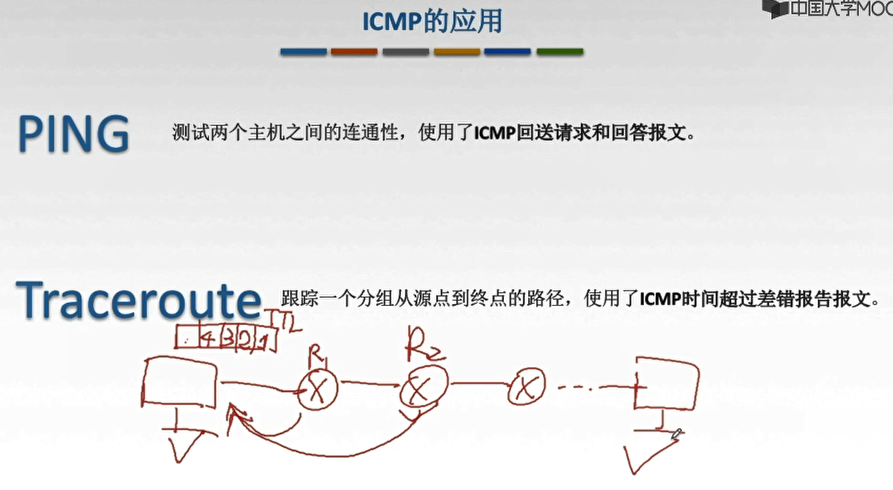 中国大学MOO
ICMP的应用
PING 测试两个主机之间的连通性，使用了ICMP回送请求和回答报文。
Traceroute 跟踪一个分组从源点到终点的路径，使用了ICMP时间超过差错报告报文。
TTL
4 3 2 1
R1
R2